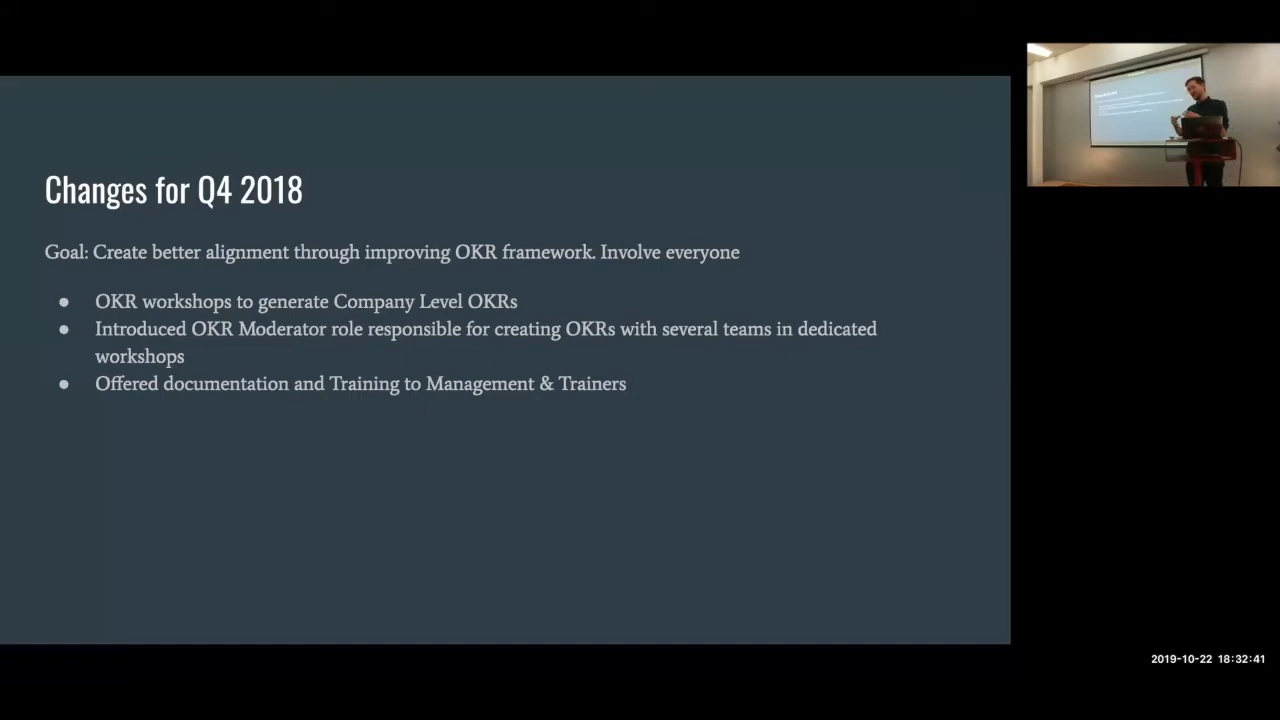 Changes for Q4 2018
Goal: Create better alignment through improving OKR framework. Involve everyone
● OKR workshops to generate Company Level OKRs
● Introduced OKR Moderator role responsible for creating OKRs with several teams in dedicated
workshops
● Offered documentation and Training to Management & Trainers
2019-10-22 18:32:41